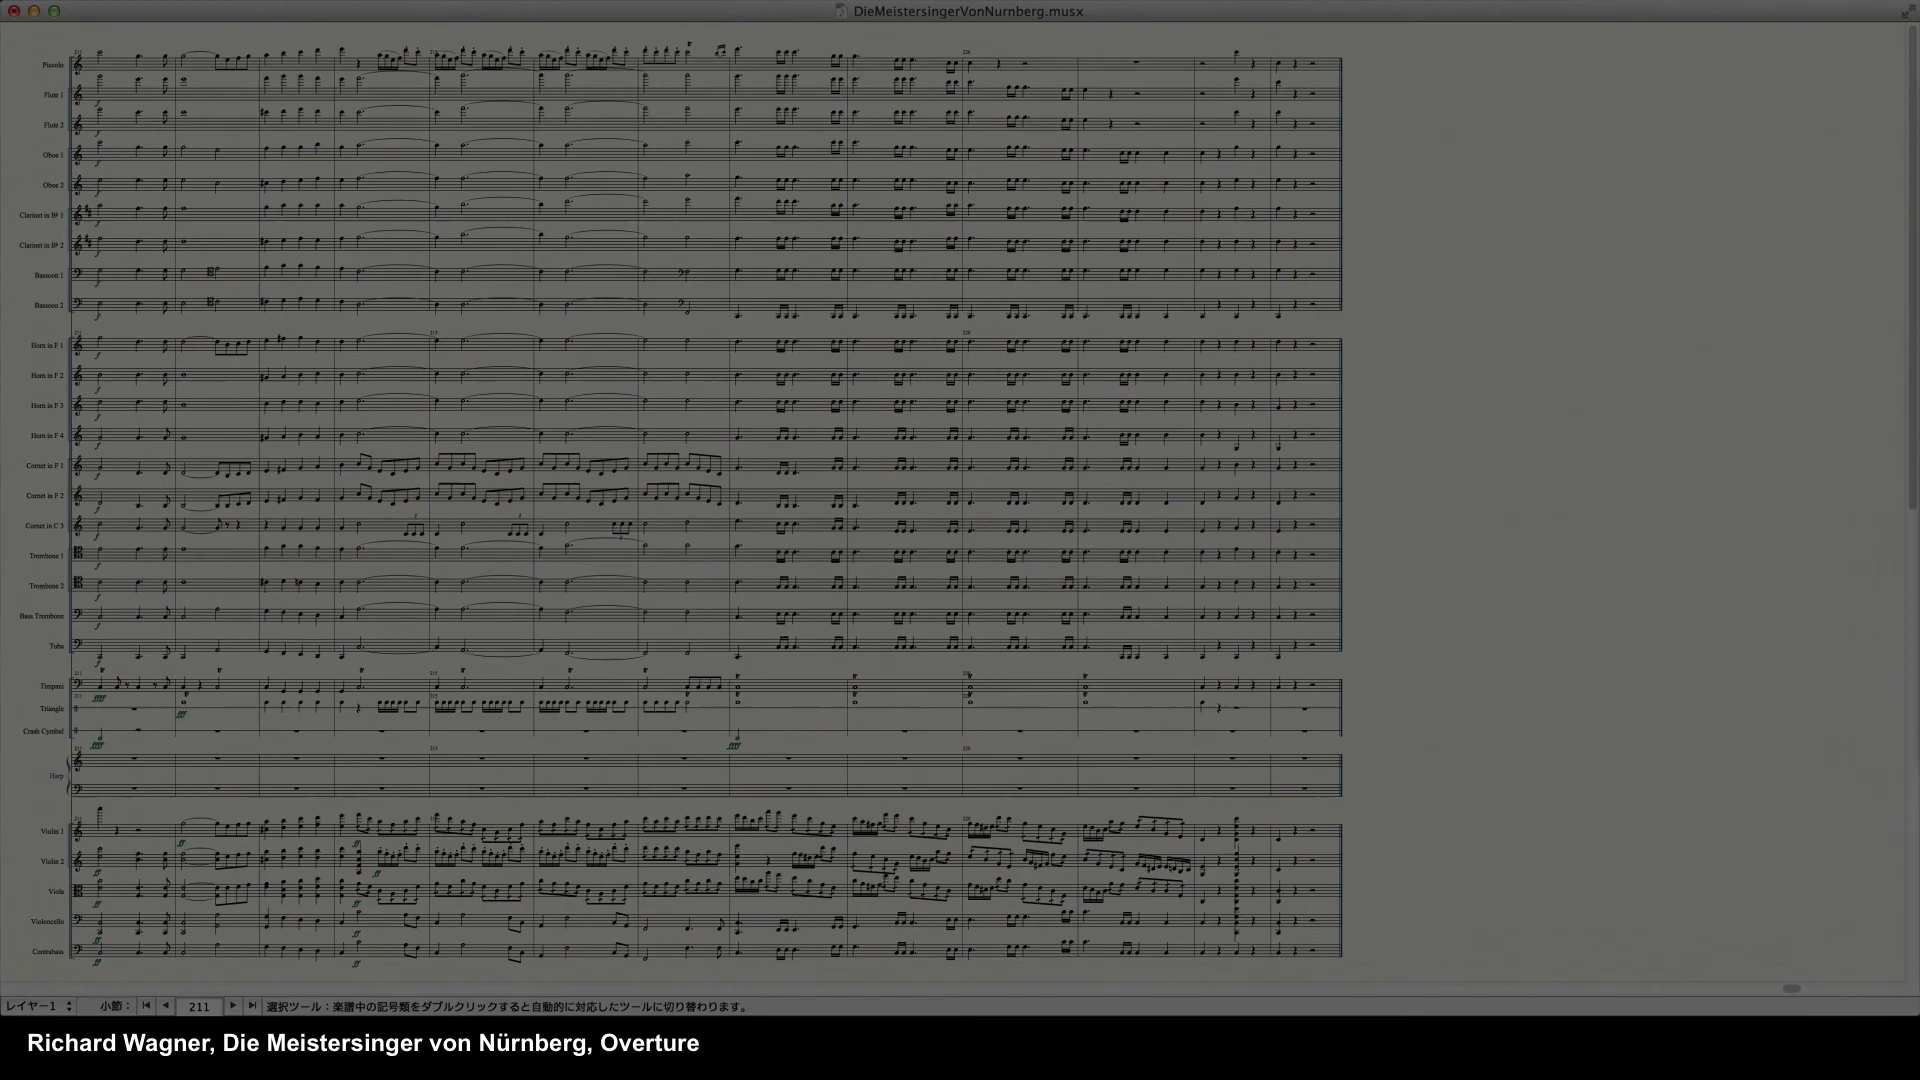 DieMeistersingerVonNurnberg.musx
Piccolo
Flute 1
Flute 2
Oboe 1
Oboe 2
Clarinet in B♭ 1
Clarinet in B♭ 2
Bassoon 1
Bassoon 2
Horn in F 1
Horn in F 2
Horn in F 3
Horn in F 4
Cornet in F 1
Cornet in F 2
Cornet in C 3
Trombone 1
Trombone 2
Bass Trombone
Tuba
Timpani
Triangle
Crash Cymbal
Harp
Violin 1
Violin 2
Viola
Violoncello
Contrabass
レイヤー1 小節： 211 選択ツール：楽譜中の記号類をダブルクリックすると自動的に対応したツールに切り替わります。
Richard Wagner, Die Meistersinger von Nürnberg, Overture